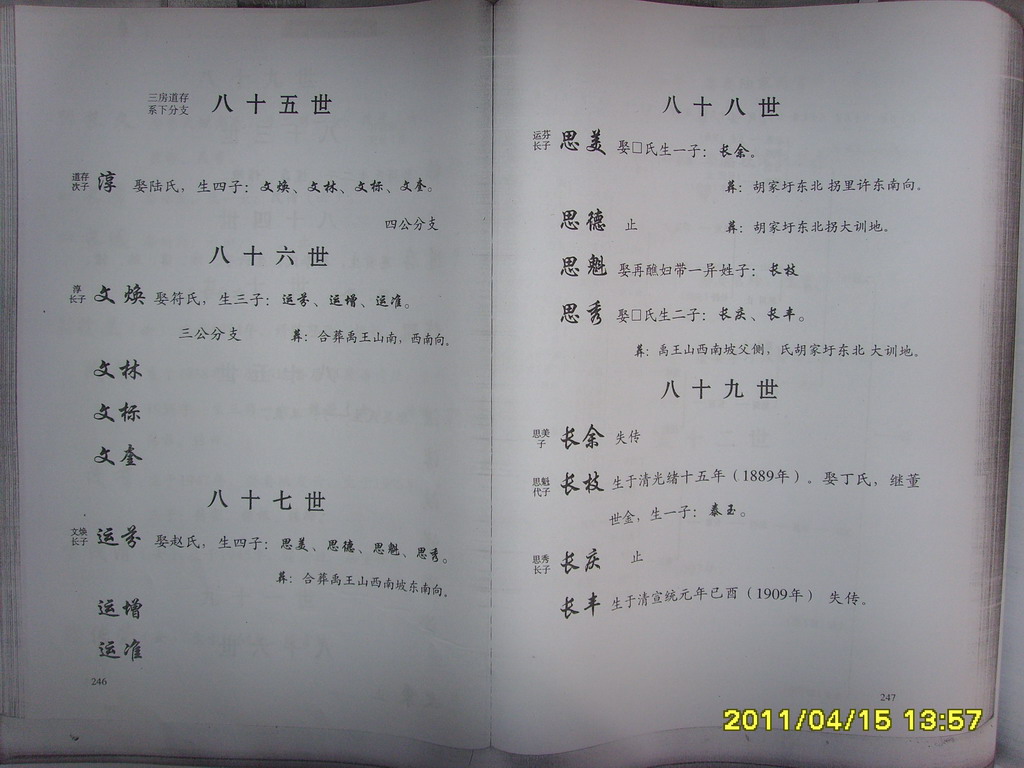 三房道存
系下分支
八十五世
道存
次子
淳 娶陆氏，生四子：文焕、文林、文标、文奎。
四公分支
八十六世
淳
长子
文焕 娶符氏，生三子：运芬、运增、运准。
三公分支 葬：合葬禹王山南，西南向。
文林
文标
文奎
八十七世
文焕
长子
运芬 娶赵氏，生四子：思美、思德、思魁、思秀。
葬：合葬禹王山西南坡东南向。
运增
运准
246
八十八世
运芬
长子
思美 娶□氏生一子：长余。
葬：胡家圩东北 拐里许东南向。
思德 止 葬：胡家圩东北拐大训地。
思魁 娶再醮妇带一异姓子：长枝
思秀 娶□氏生二子：长庆、长丰。
葬：禹王山西南坡父侧，氏胡家圩东北 大训地。
八十九世
思美
子
长余 失传
思魁
代子
长枝 生于清光绪十五年（1889年）。娶丁氏，继董
世金，生一子：泰玉。
思秀
长子
长庆 止
长丰 生于清宣统元年己酉（1909年） 失传。
247
2011/04/15 13:57